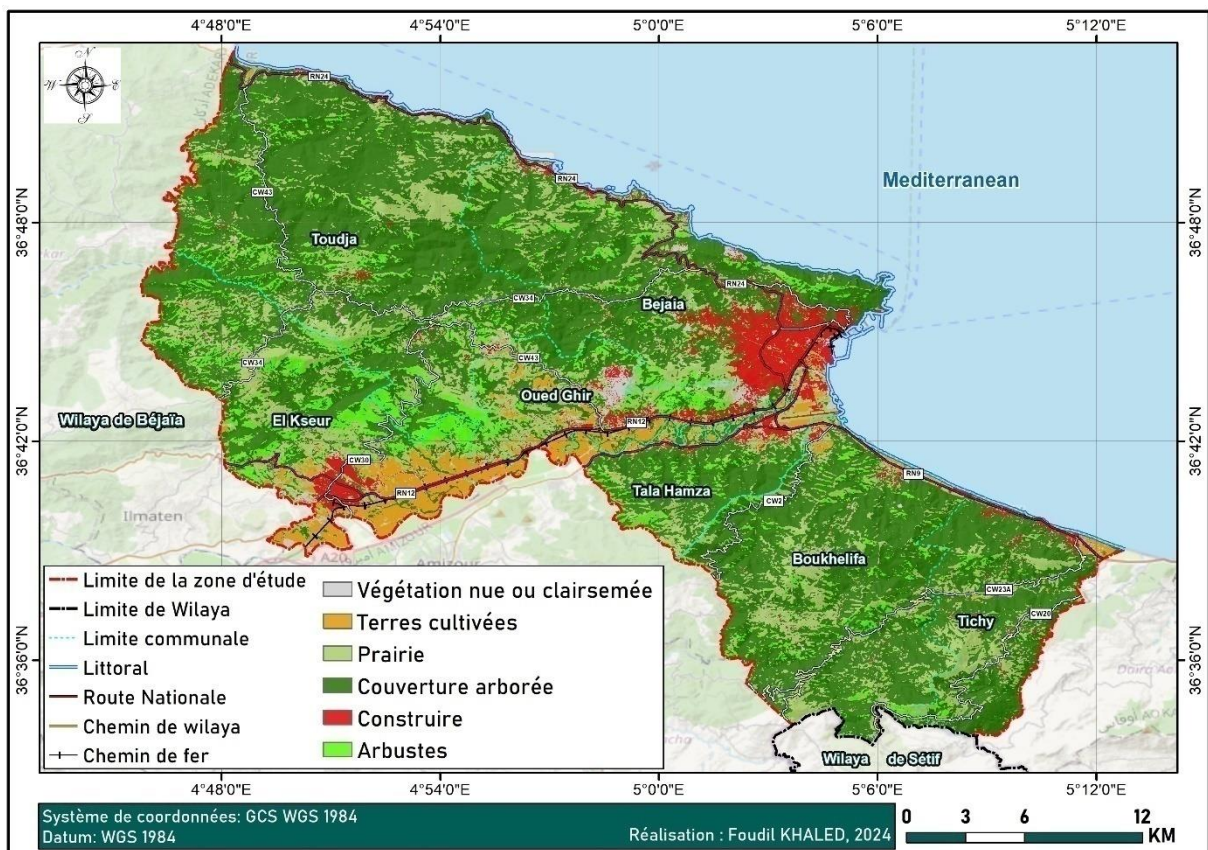 4°48'0"E
4°54'0"E
5°0'0"E
5°6'0"E
5°12'0"E
N
W
E
S
RN24
CW43
RN24
Mediterranean
36°48'0"N
36°48'0"N
Toudja
RN24
CW34
Bejaia
CW43
CW34
Oued Ghir
Wilaya de Béjaïa
El Kseur
RN12
36°42'0"N
36°42'0"N
CW30
RN9
RN12
Tala Hamza
CW2
Ilmaten
A20
Amizour
Boukhelifa
CW23A
CW20
Tichy
36°36'0"N
36°36'0"N
Wilaya de Sétif
Limite de la zone d'étude
Limite de Wilaya
Limite communale
Littoral
Route Nationale
Chemin de wilaya
Chemin de fer
Végétation nue ou clairsemée
Terres cultivées
Prairie
Couverture arborée
Construire
Arbustes
4°48'0"E
4°54'0"E
5°0'0"E
5°6'0"E
5°12'0"E
Système de coordonnées: GCS WGS 1984
Datum: WGS 1984
Réalisation : Foudil KHALED, 2024
0 3 6 12
KM